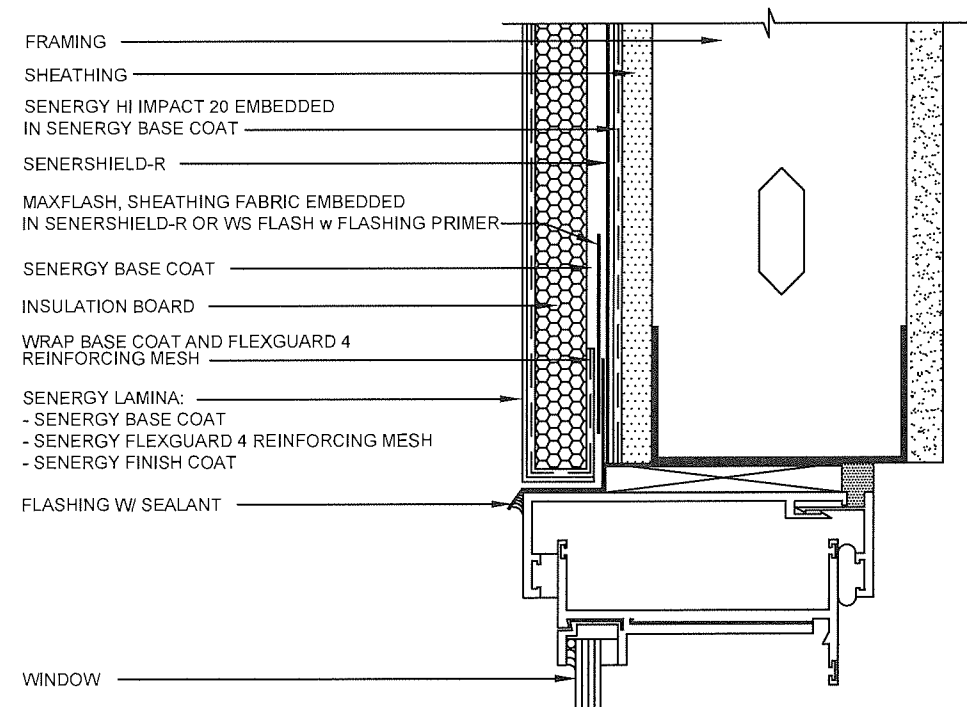 FRAMING
SHEATHING
SENERGY HI IMPACT 20 EMBEDDED
IN SENERGY BASE COAT
SENERSHIELD-R
MAXFLASH, SHEATHING FABRIC EMBEDDED
IN SENERSHIELD-R OR WS FLASH w FLASHING PRIMER
SENERGY BASE COAT
INSULATION BOARD
WRAP BASE COAT AND FLEXGUARD 4
REINFORCING MESH
SENERGY LAMINA:
- SENERGY BASE COAT
- SENERGY FLEXGUARD 4 REINFORCING MESH
- SENERGY FINISH COAT
FLASHING W/ SEALANT
WINDOW